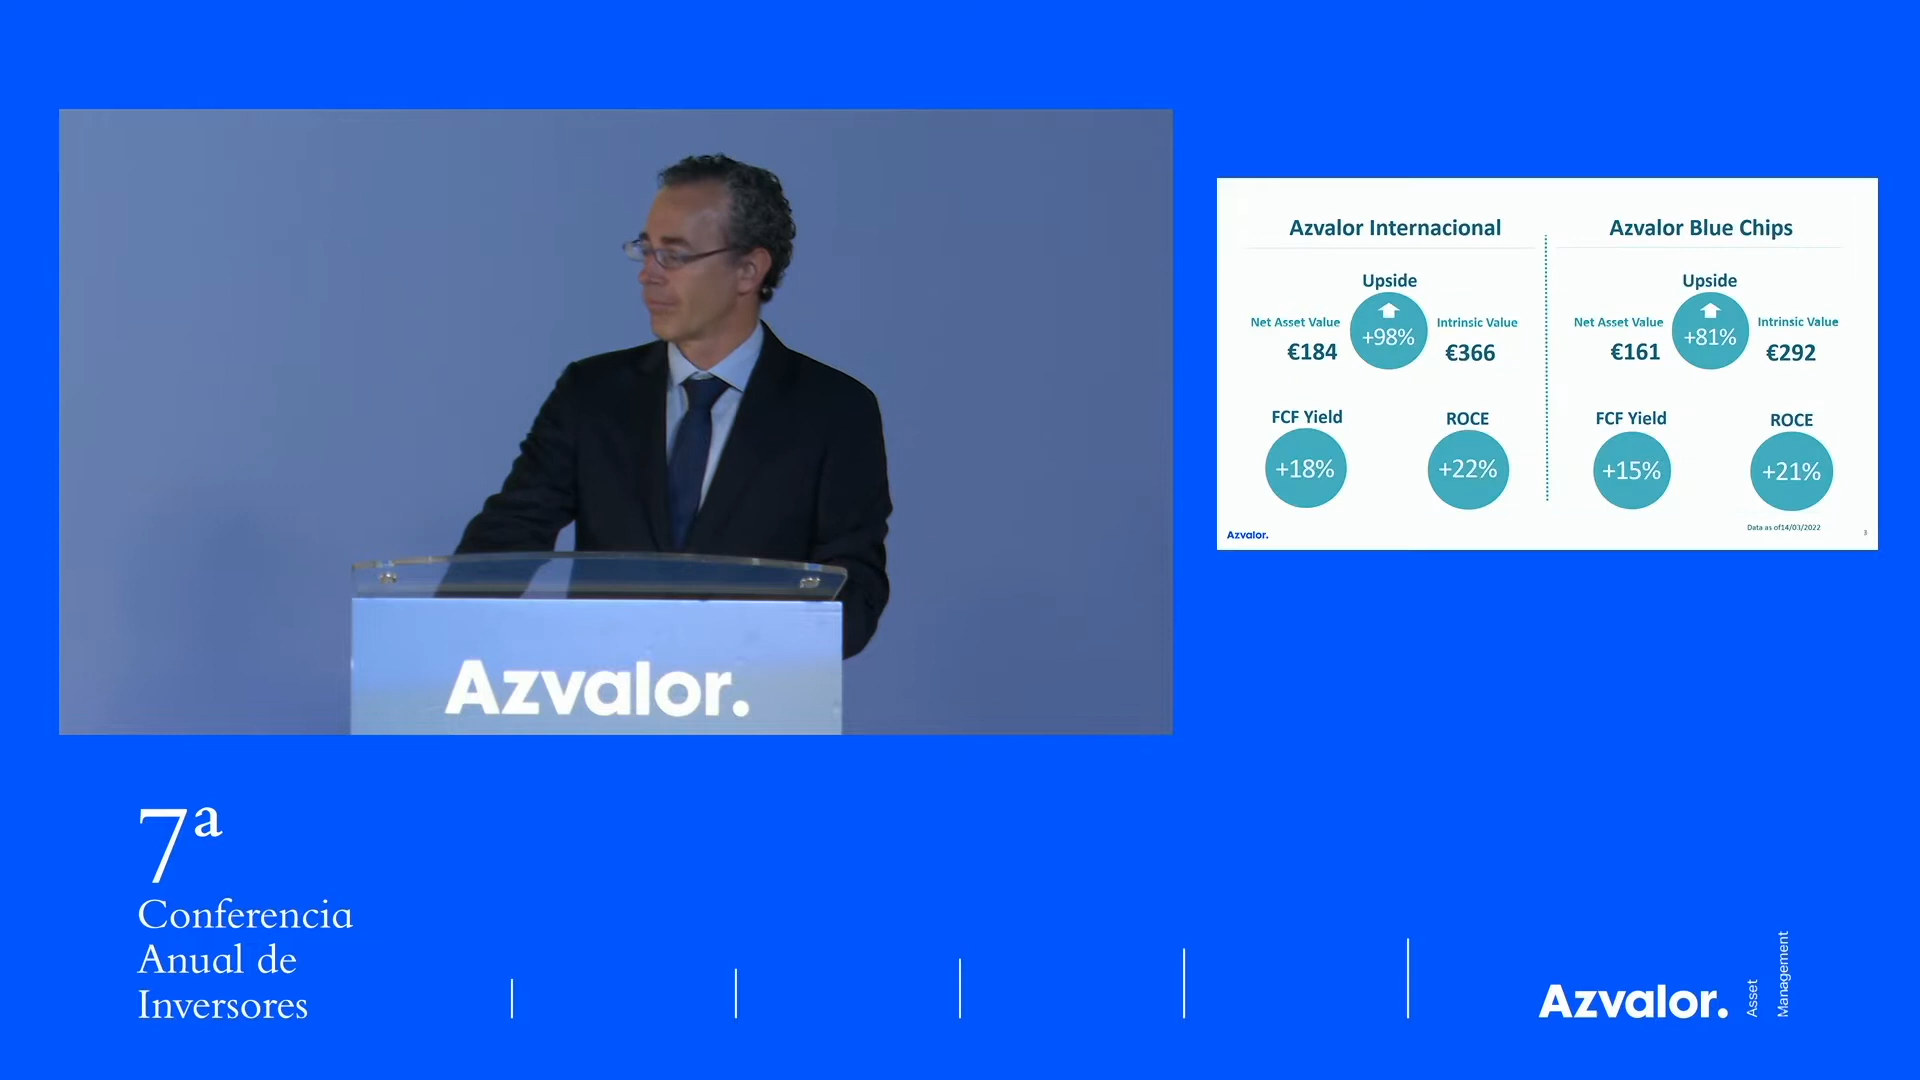 Azvalor Internacional
Upside
Net Asset Value
+98%
Intrinsic Value
€184
€366
FCF Yield
ROCE
+18%
+22%
Azvalor Blue Chips
Upside
Net Asset Value
+81%
Intrinsic Value
€161
€292
FCF Yield
ROCE
+15%
+21%
Data as of14/03/2022
Azvalor.
3
Azvalor.
7ª
Conferencia
Anual de
Inversores
Azvalor.
Asset
Management